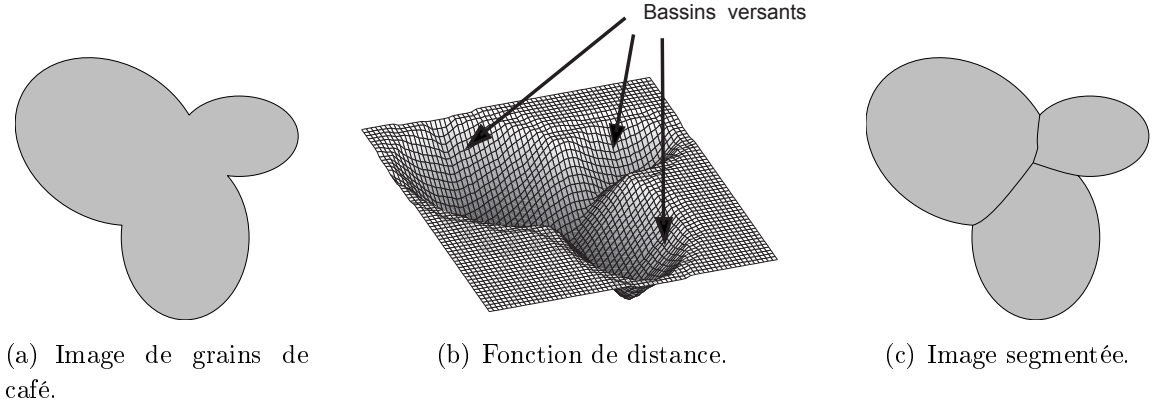 Bassins versants
(a) Image de grains de
café.
(b) Fonction de distance.
(c) Image segmentée.